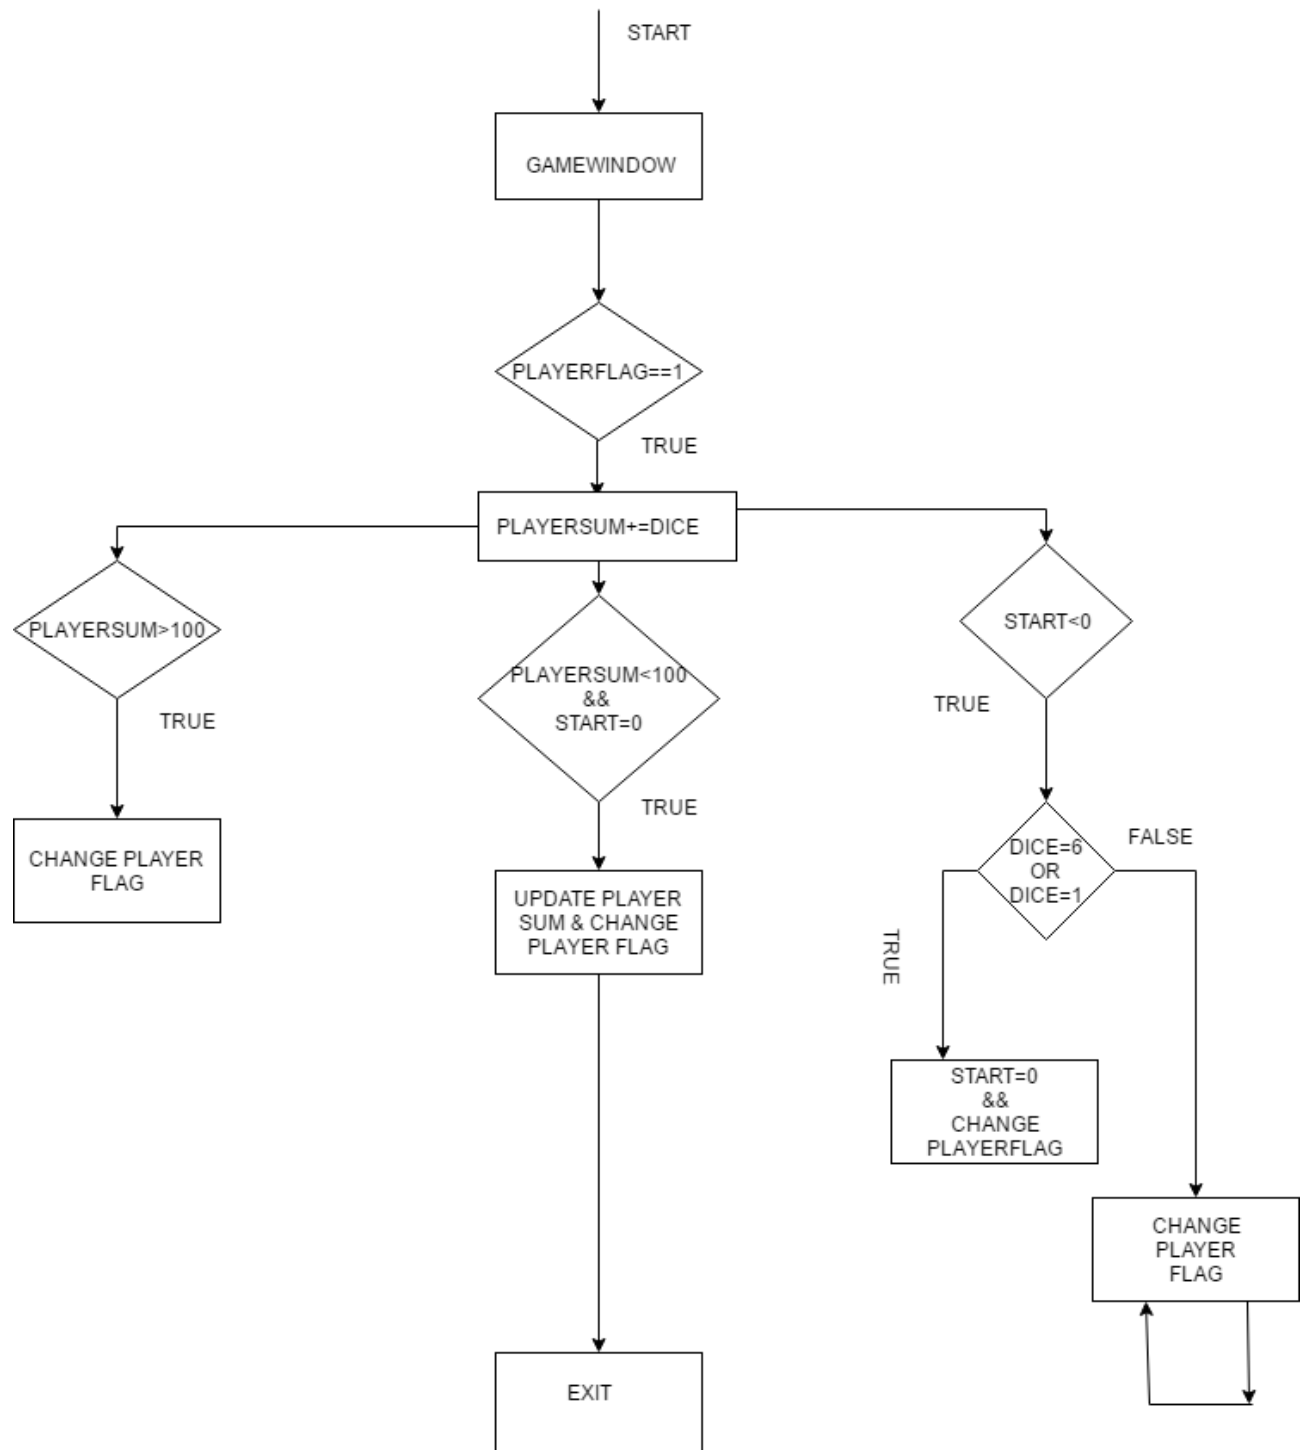 START
GAMEWINDOW
PLAYERFLAG==1
TRUE
PLAYERSUM+=DICE
PLAYERSUM>100
TRUE
CHANGE PLAYER
FLAG
PLAYERSUM<100
&&
START=0
TRUE
UPDATE PLAYER
SUM & CHANGE
PLAYER FLAG
EXIT
START<0
TRUE
DICE=6
OR
DICE=1
FALSE
TRUE
START=0
&&
CHANGE
PLAYERFLAG
CHANGE
PLAYER
FLAG